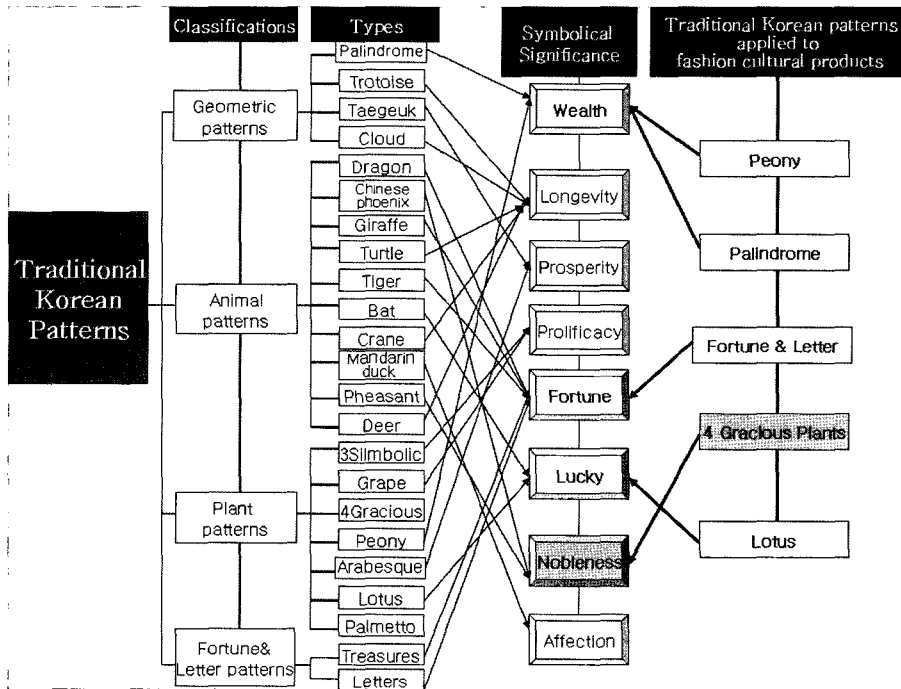 Classifications
Types
Symbolical
Significance
Traditional Korean patterns
applied to
fashion cultural products
Traditional
Korean
Patterns
Geometric
patterns
Animal
patterns
Plant
patterns
Fortune&
Letter patterns
Palindrome
Trotoise
Taegeuk
Cloud
Dragon
Chinese
phoenix
Giraffe
Turtle
Tiger
Bat
Crane
Mandarin
duck
Pheasant
Deer
3Silmbolic
Grape
4Gracious
Peony
Arabesque
Lotus
Palmetto
Treasures
Letters
Wealth
Longevity
Prosperity
Prolificacy
Fortune
Lucky
Nobleness
Affection
Peony
Palindrome
Fortune & Letter
4 Gracious Plants
Lotus